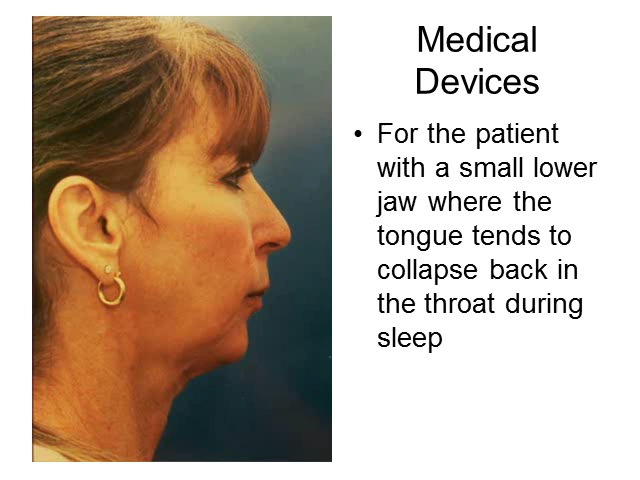 Medical
Devices
• For the patient
with a small lower
jaw where the
tongue tends to
collapse back in
the throat during
sleep